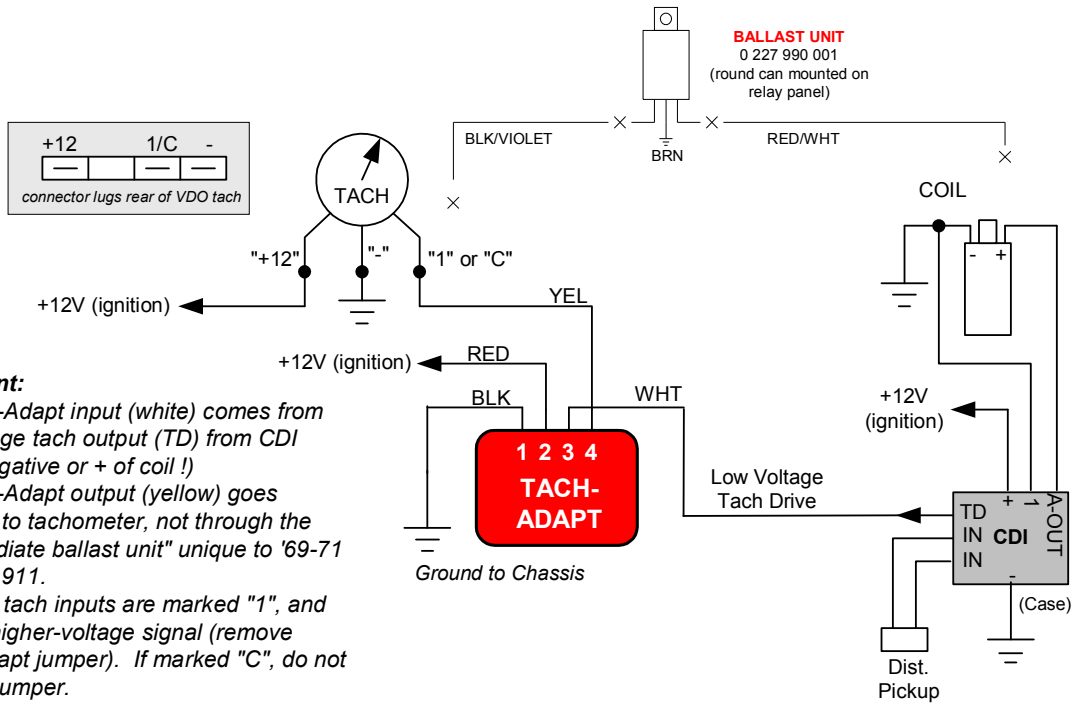 BALLAST UNIT
0 227 990 001
(round can mounted on
relay panel)
BLK/VIOLET
BRN
RED/WHT
+12 1/C -
connector lugs rear of VDO tach
TACH
COIL
- +
"+12" "-" "1" or "C"
+12V (ignition)
YEL
+12V (ignition)
RED
BLK
WHT
+12V
(ignition)
nt:
-Adapt input (white) comes from
ge tach output (TD) from CDI
gative or + of coil !)
-Adapt output (yellow) goes
to tachometer, not through the
diate ballast unit" unique to '69-71
911.
tach inputs are marked "1", and
igher-voltage signal (remove
apt jumper). If marked "C", do not
umper.
1 2 3 4
TACH-
ADAPT
Ground to Chassis
Low Voltage
Tach Drive
+ 1 A-OUT
TD
IN CDI
IN
-
(Case)
Dist.
Pickup